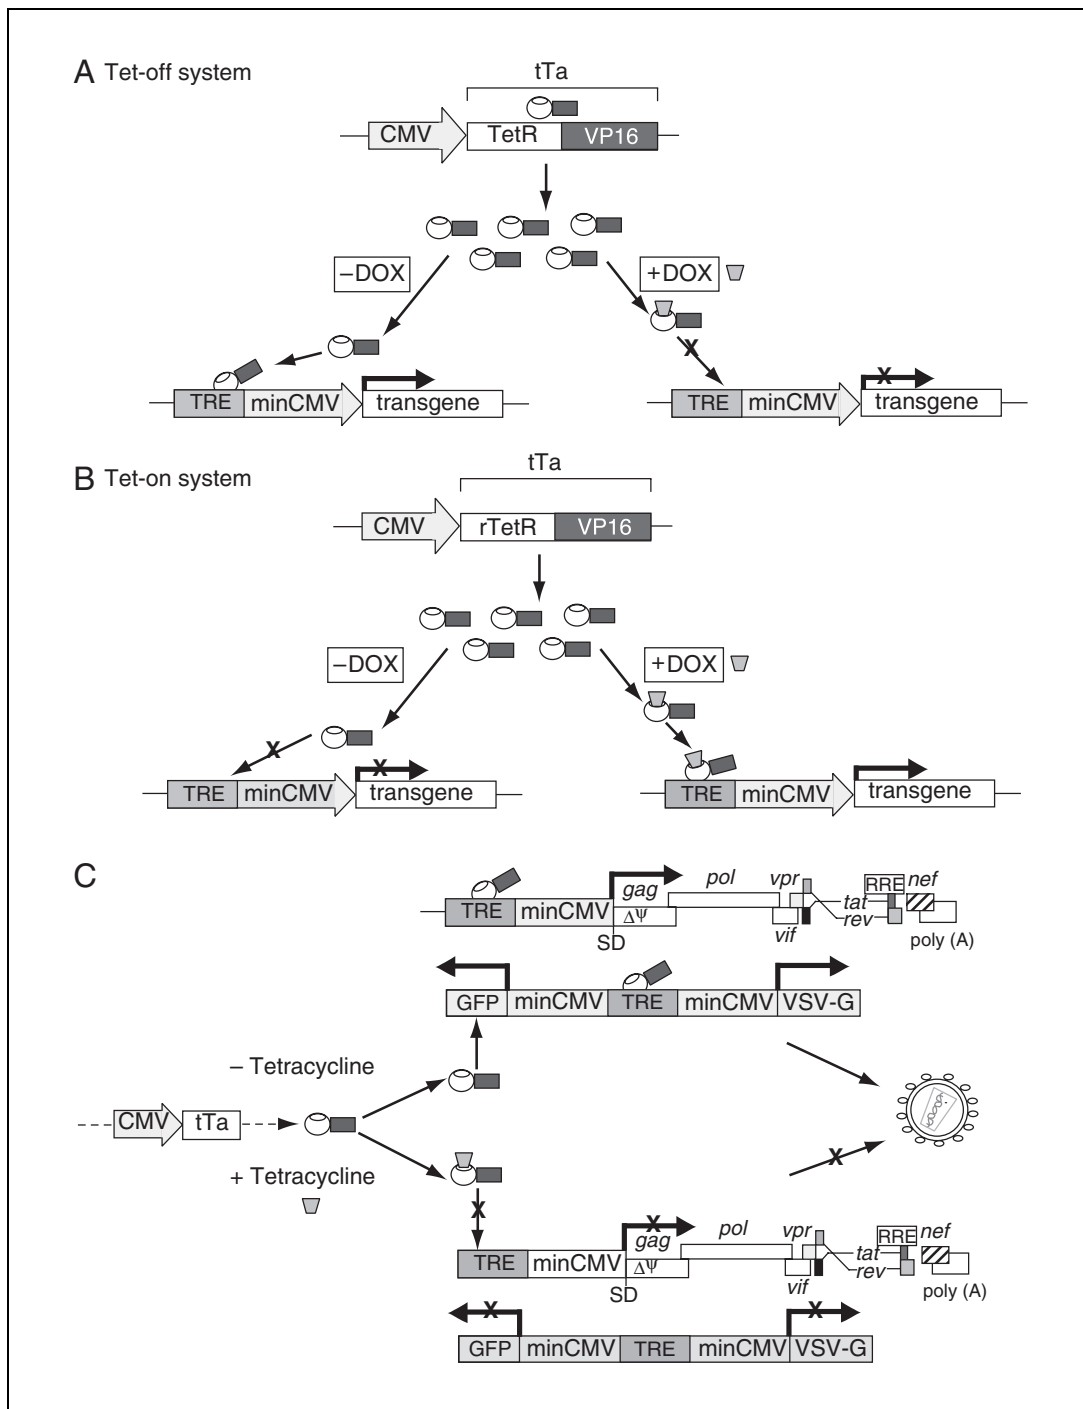 A Tet-off system
tTa
CMV TetR VP16
–DOX +DOX
TRE minCMV transgene TRE minCMV transgene
X
X
B Tet-on system
tTa
CMV rTetR VP16
–DOX +DOX
X
X
TRE minCMV transgene TRE minCMV transgene
C
gag pol vpr RRE nef
TRE minCMV ΔΨ tat
rev
SD vif poly (A)
GFP minCMV TRE minCMV VSV-G
– Tetracycline
CMV tTa
+ Tetracycline
X
X
X
gag pol vpr RRE nef
TRE minCMV ΔΨ tat
rev
SD vif poly (A)
X X
GFP minCMV TRE minCMV VSV-G